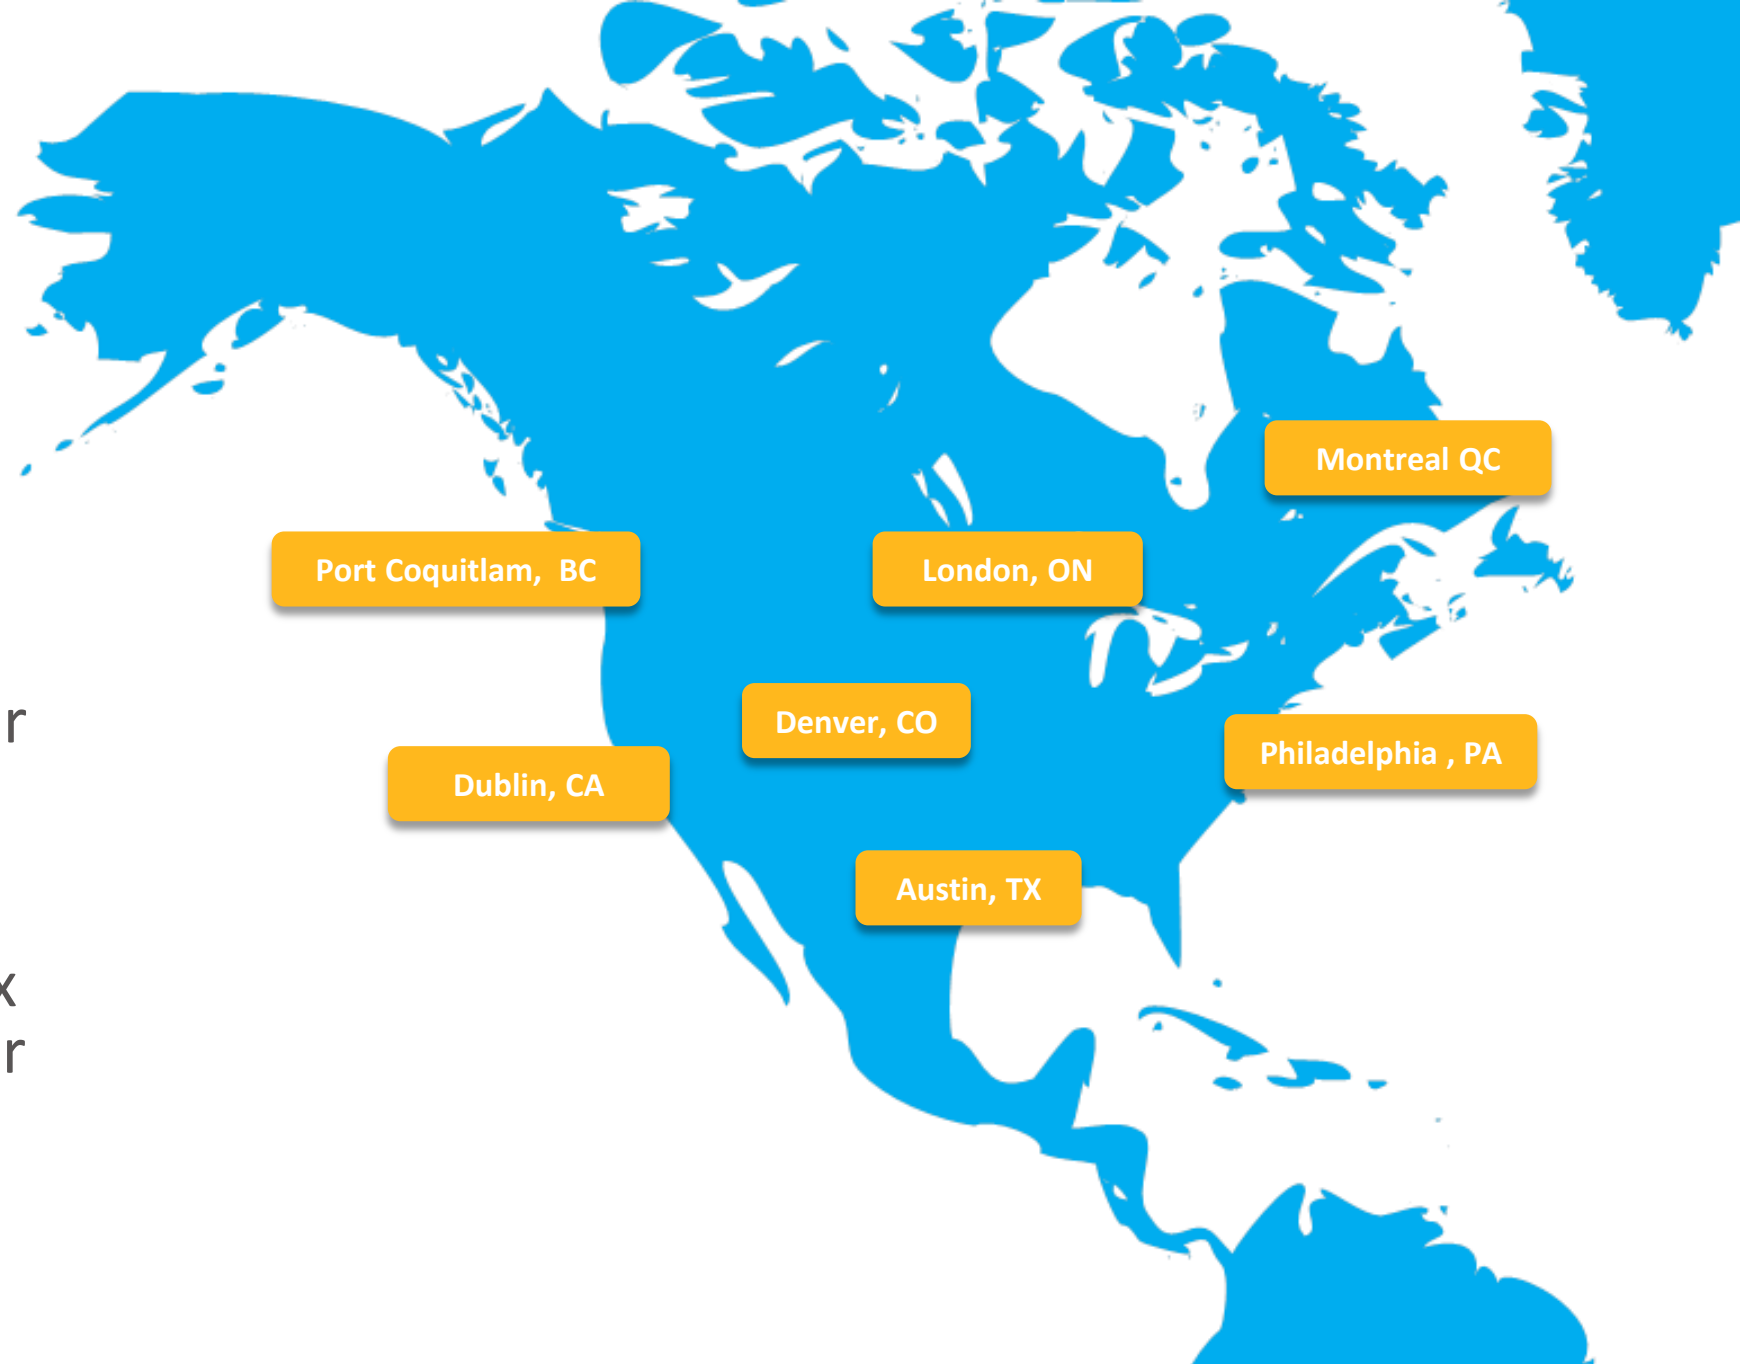 Montreal QC
Port Coquitlam,  BC
London, ON
r
Denver, CO
Philadelphia , PA
Dublin, CA
Austin, TX
x
r